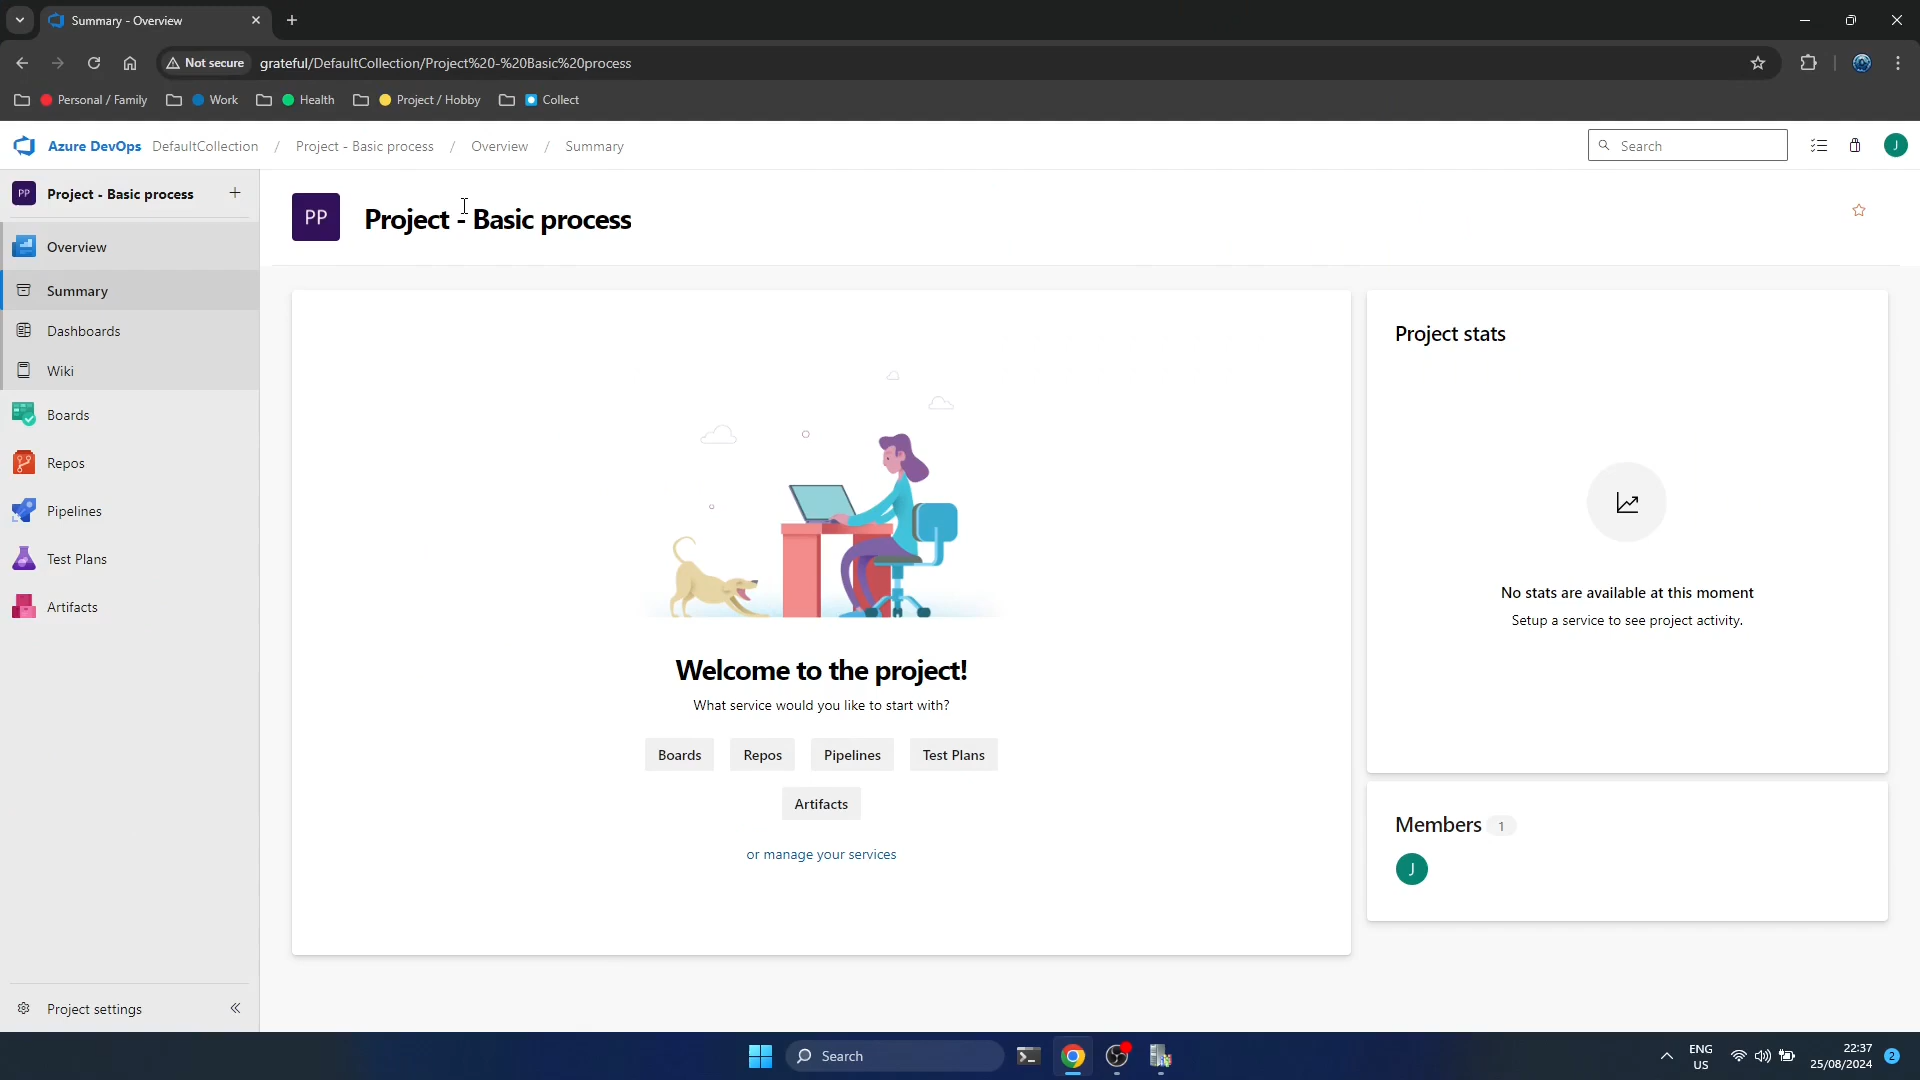 Summary - Overview
Not secure
grateful/DefaultCollection/Project%20-%20Basic%20process
Personal / Family
Work
Health
Project / Hobby
Collect
Azure DevOps DefaultCollection / Project - Basic process / Overview / Summary
Search
J
PP Project - Basic process
Overview
Summary
Dashboards
Wiki
Boards
Repos
Pipelines
Test Plans
Artifacts
Project settings
PP Project - Basic process
Welcome to the project!
What service would you like to start with?
Boards Repos Pipelines Test Plans
Artifacts
or manage your services
Project stats
No stats are available at this moment
Setup a service to see project activity.
Members 1
J
Search
ENG
US
22:37
25/08/2024
2